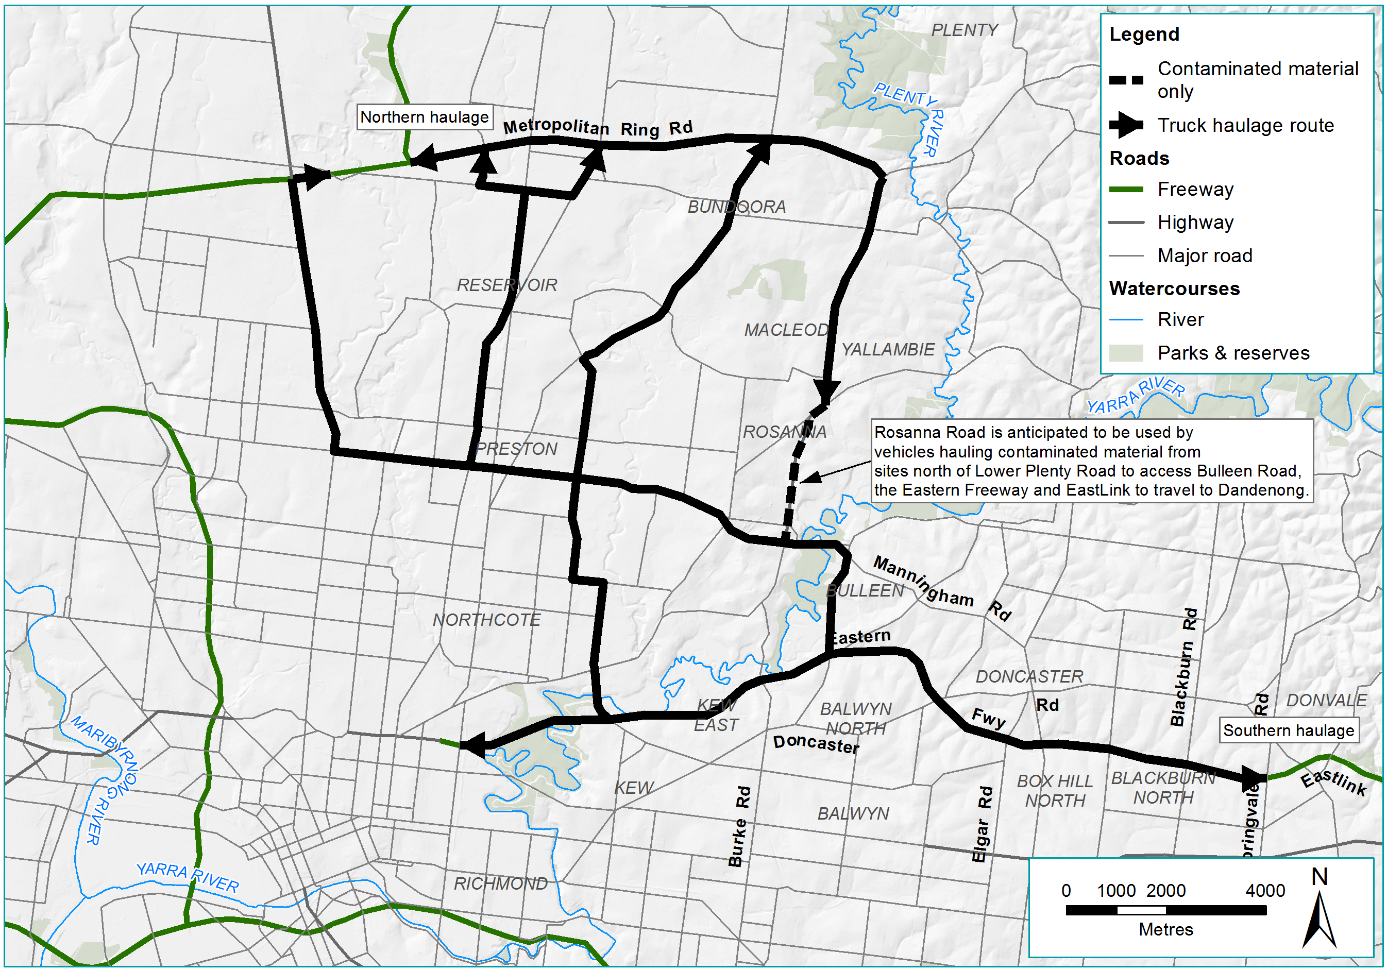 PLENTY
Legend
Contaminated material
only
Truck haulage route
Roads
Freeway
Highway
Major road
Watercourses
River
Parks & reserves
PLENTY RIVER
Northern haulage
Metropolitan Ring Rd
BUNDOORA
RESERVOIR
MACLEOD
YALLAMBIE
YARRA RIVER
ROSANNA
PRESTON
Rosanna Road is anticipated to be used by
vehicles hauling contaminated material from
sites north of Lower Plenty Road to access Bulleen Road,
the Eastern Freeway and EastLink to travel to Dandenong.
Manningham Rd
BULLEEN
NORTHCOTE
Eastern
Fwy
Blackburn Rd
DONCASTER
Rd
Rd
DONVALE
KEW
EAST
BALWYN
NORTH
Doncaster
Southern haulage
MARIBYRNONG RIVER
KEW
BOX HILL
NORTH
BLACKBURN
NORTH
Eastlink
BALWYN
Burke Rd
Elgar Rd
YARRA RIVER
RICHMOND
0 1000 2000 4000
Metres
N